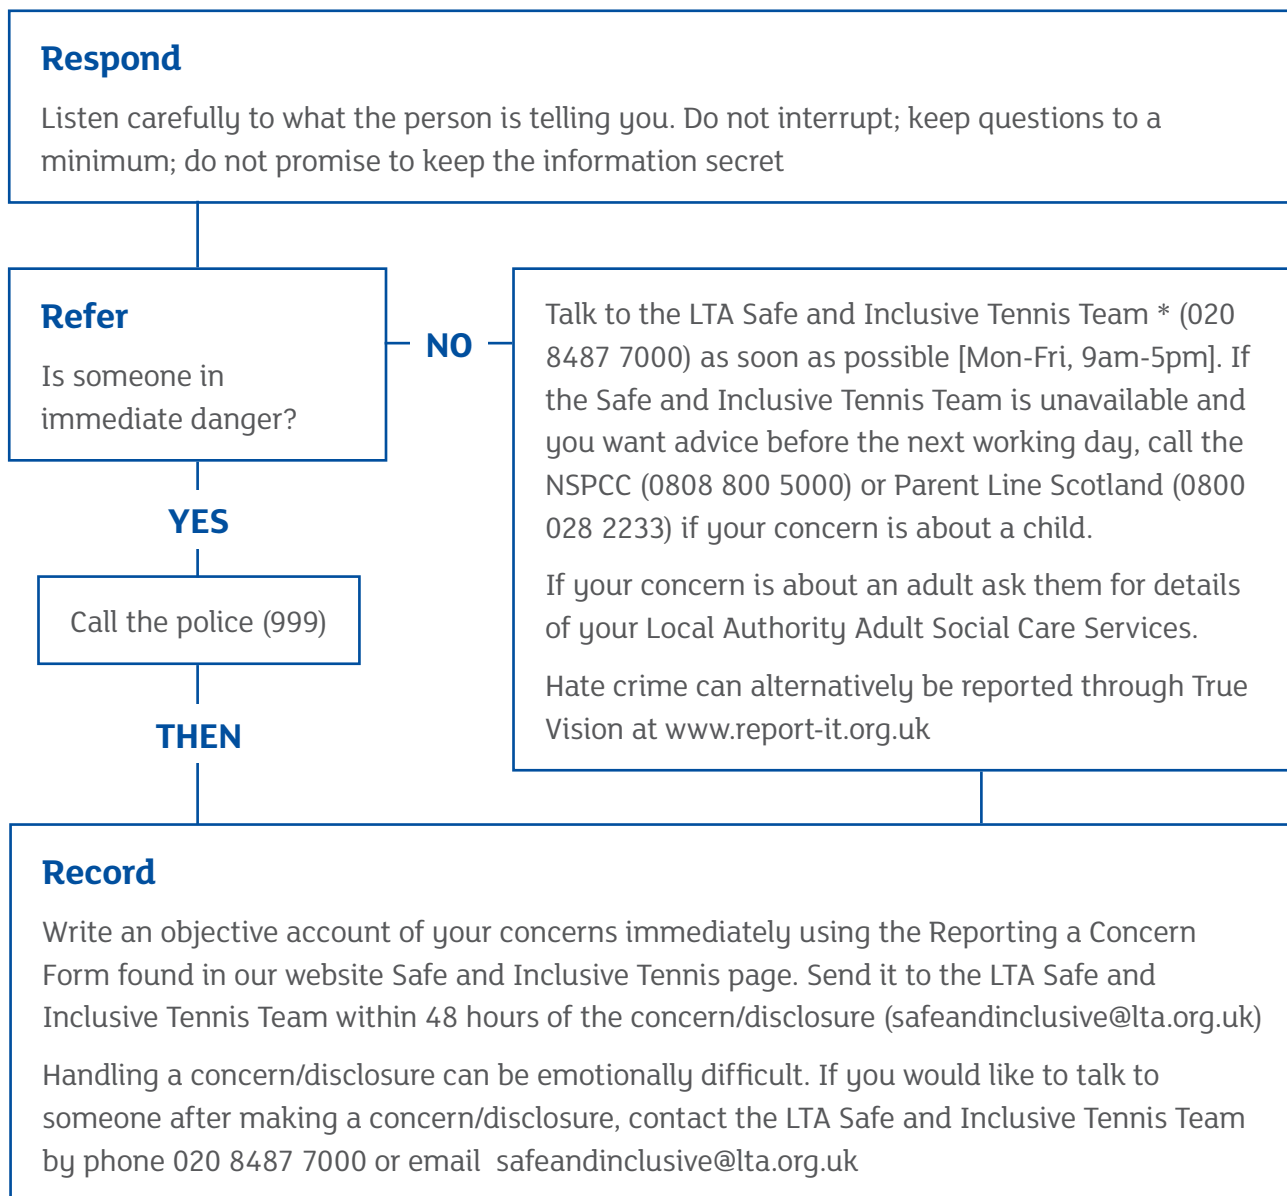 Respond
Listen carefully to what the person is telling you. Do not interrupt; keep questions to a
minimum; do not promise to keep the information secret
Refer
Is someone in
immediate danger?
NO
Talk to the LTA Safe and Inclusive Tennis Team * (020
8487 7000) as soon as possible [Mon-Fri, 9am-5pm]. If
the Safe and Inclusive Tennis Team is unavailable and
you want advice before the next working day, call the
NSPCC (0808 800 5000) or Parent Line Scotland (0800
028 2233) if your concern is about a child.
If your concern is about an adult ask them for details
of your Local Authority Adult Social Care Services.
Hate crime can alternatively be reported through True
Vision at www.report-it.org.uk
YES
Call the police (999)
THEN
Record
Write an objective account of your concerns immediately using the Reporting a Concern
Form found in our website Safe and Inclusive Tennis page. Send it to the LTA Safe and
Inclusive Tennis Team within 48 hours of the concern/disclosure (safeandinclusive@lta.org.uk)
Handling a concern/disclosure can be emotionally difficult. If you would like to talk to
someone after making a concern/disclosure, contact the LTA Safe and Inclusive Tennis Team
by phone 020 8487 7000 or email  safeandinclusive@lta.org.uk